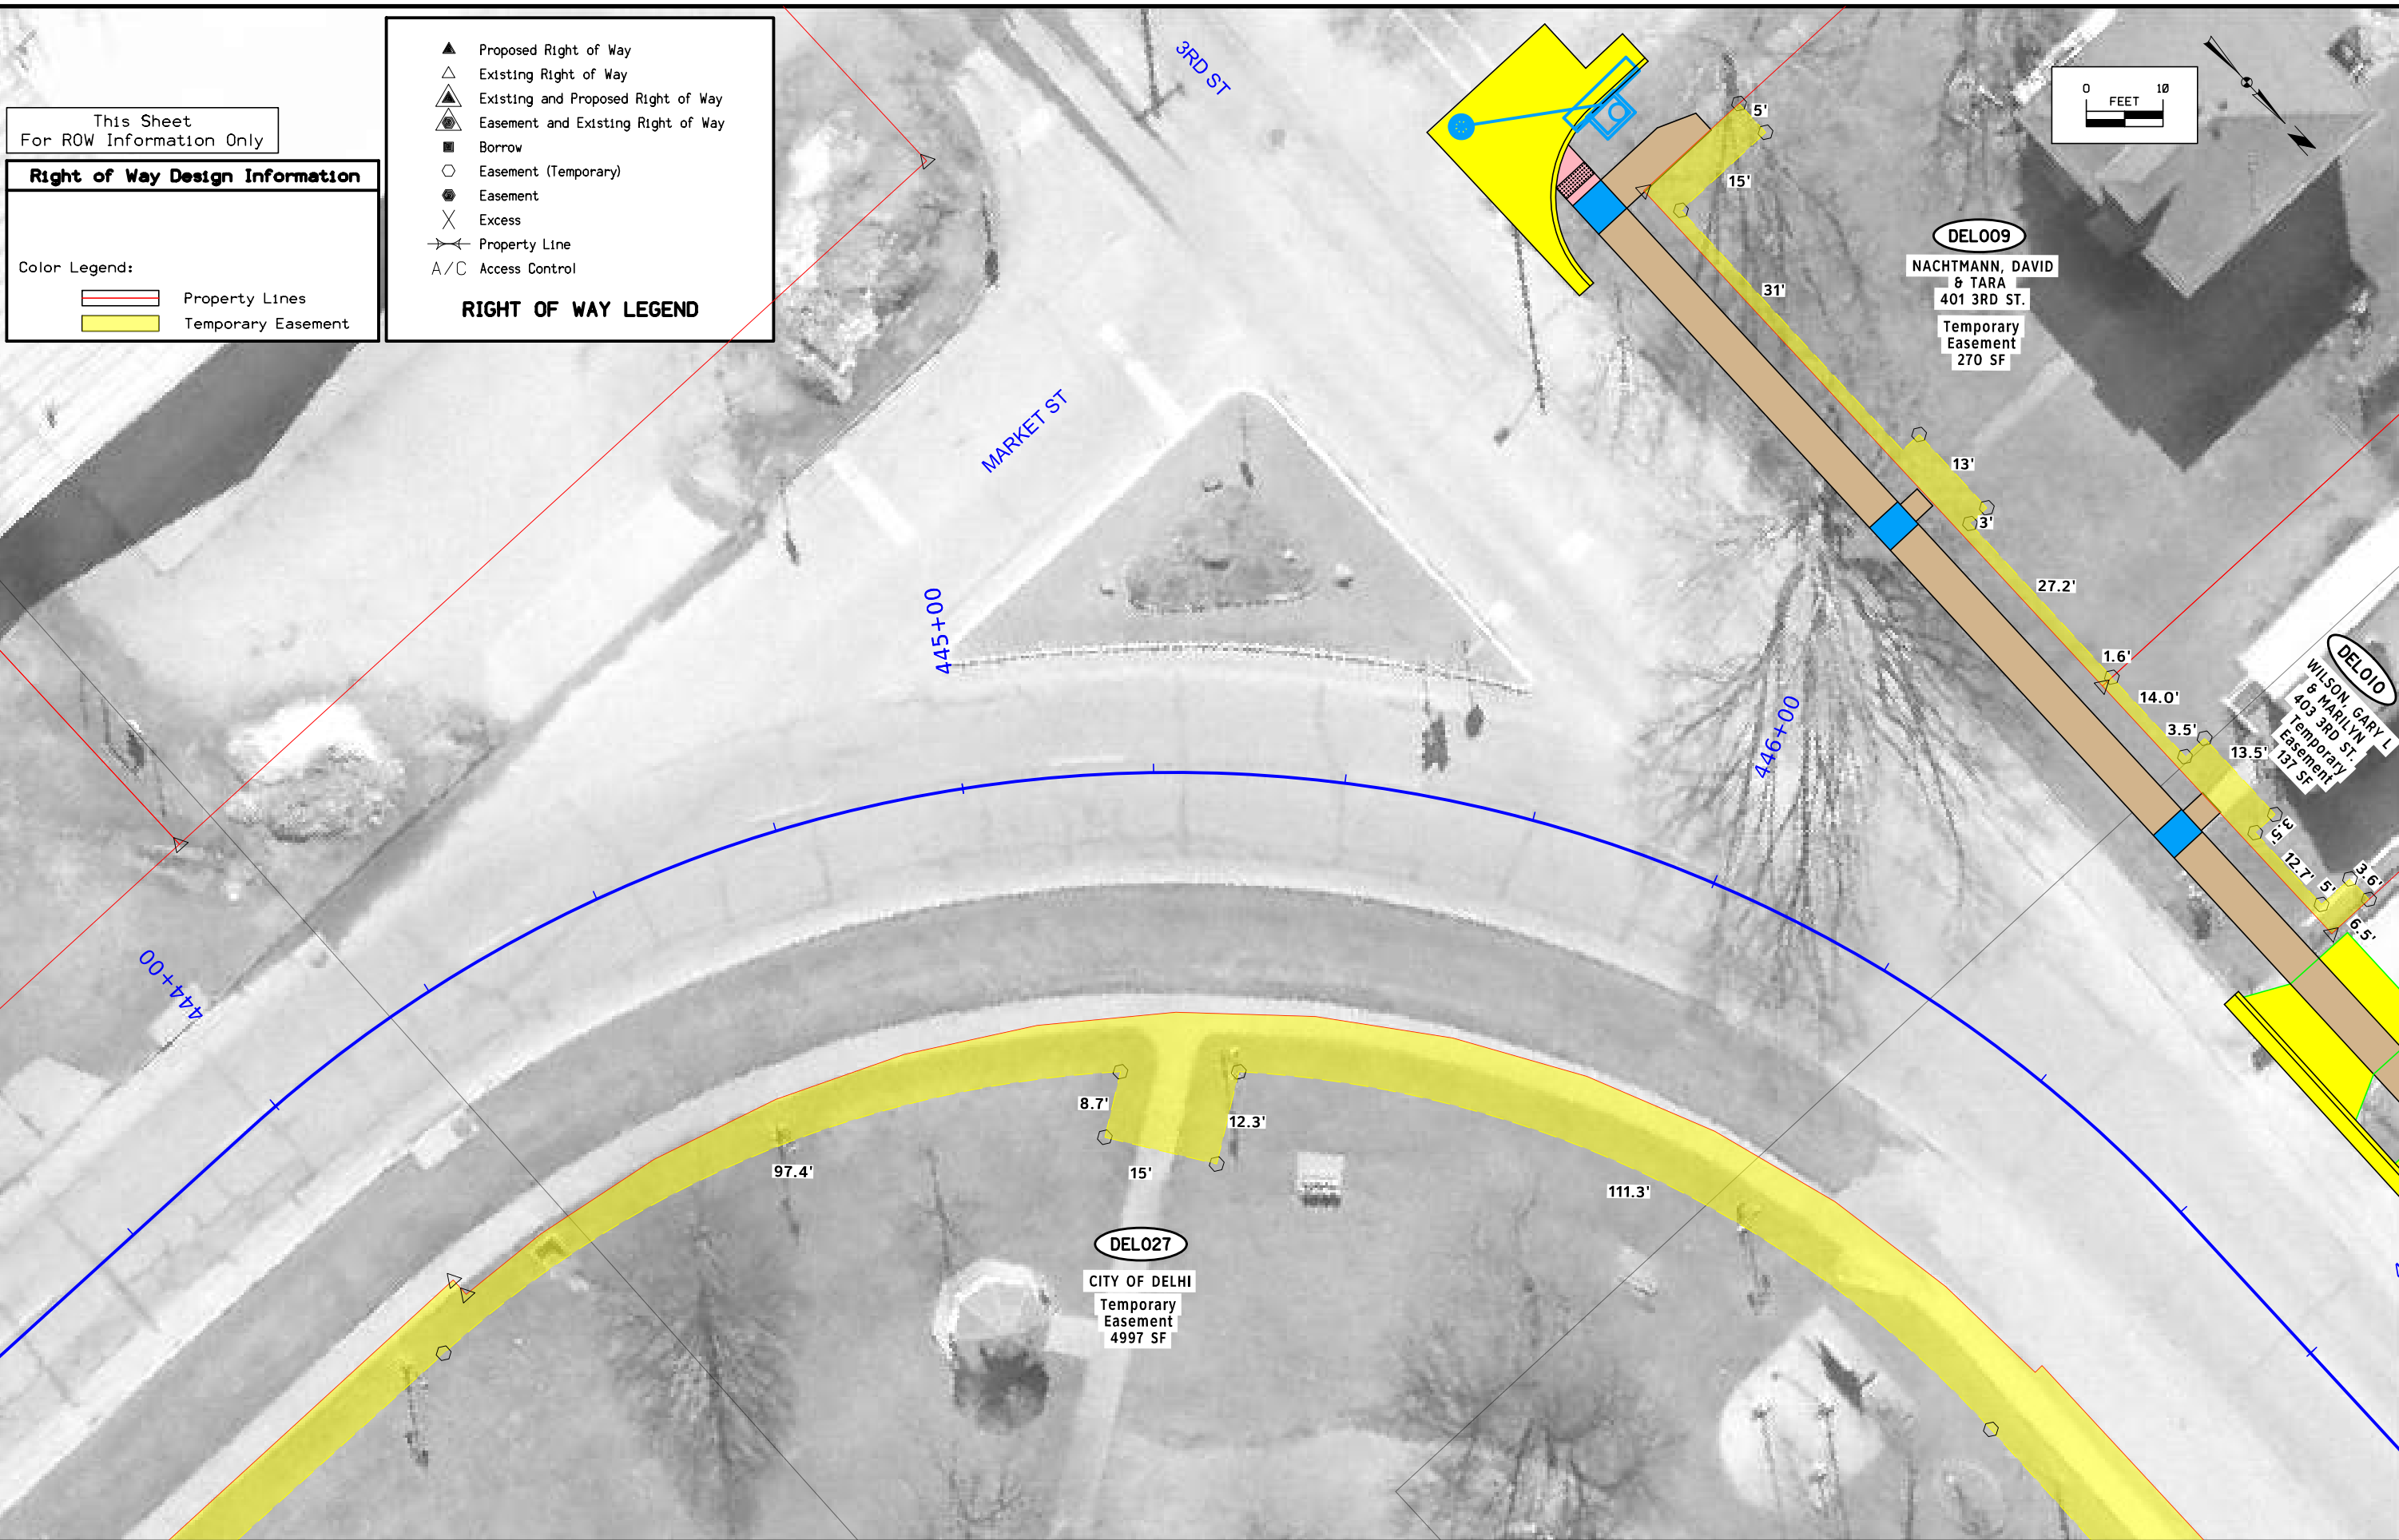 This Sheet
For ROW Information Only
Right of Way Design Information
Color Legend:
Property Lines
Temporary Easement
Proposed Right of Way
Existing Right of Way
Existing and Proposed Right of Way
Easement and Existing Right of Way
Borrow
Easement (Temporary)
Easement
Excess
Property Line
A/C Access Control
RIGHT OF WAY LEGEND
3RD ST
MARKET ST
0 10
FEET
N
5'
15'
31'
DEL009
NACHTMANN, DAVID
& TARA
401 3RD ST.
Temporary
Easement
270 SF
13'
3'
27.2'
1.6'
14.0'
3.5'
13.5'
DEL010
WILSON, GARY L
& MARILYN
403 3RD ST.
Temporary
Easement
137 SF
3.5'
12.7'
5'
3.6'
6.5'
444+00
445+00
446+00
8.7'
12.3'
15'
97.4'
111.3'
DEL027
CITY OF DELHI
Temporary
Easement
4997 SF